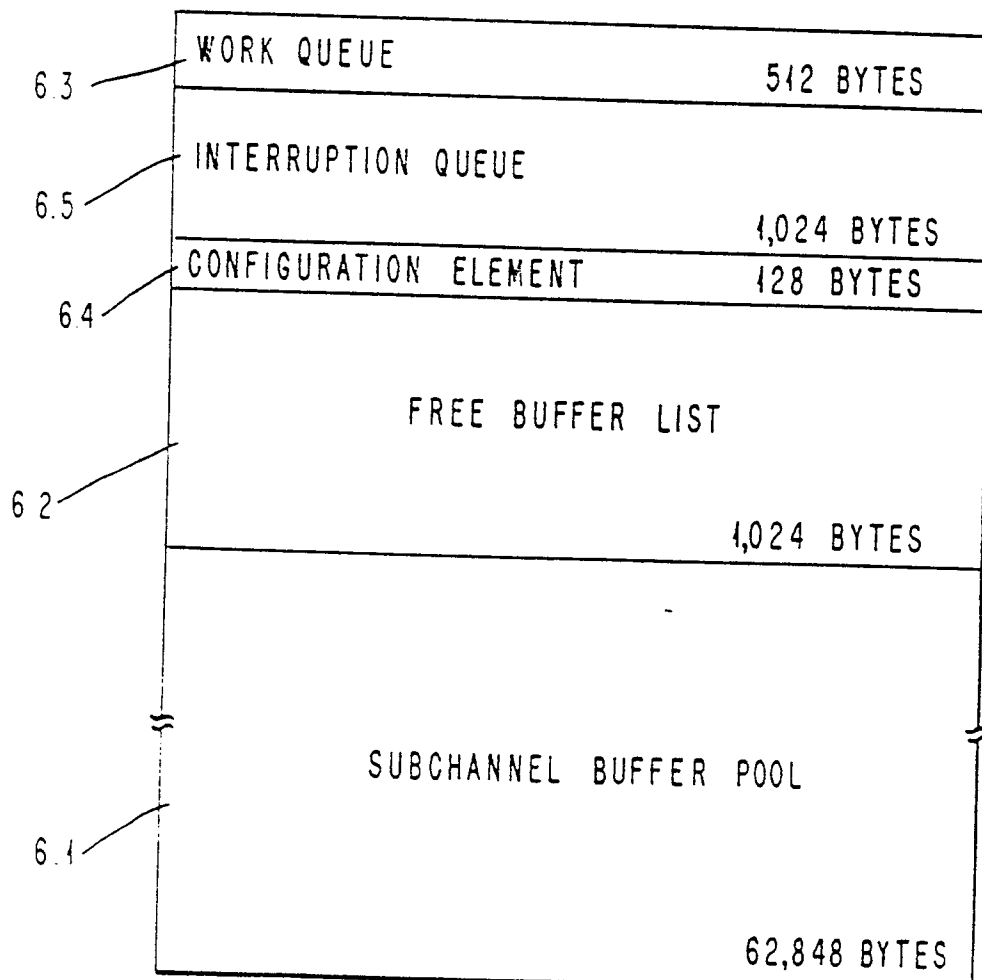 WORK QUEUE
6.3
512 BYTES
INTERRUPTION QUEUE
6.5
1,024 BYTES
CONFIGURATION ELEMENT 128 BYTES
6.4
FREE BUFFER LIST
6 2
1,024 BYTES
SUBCHANNEL BUFFER POOL
6.1
62,848 BYTES